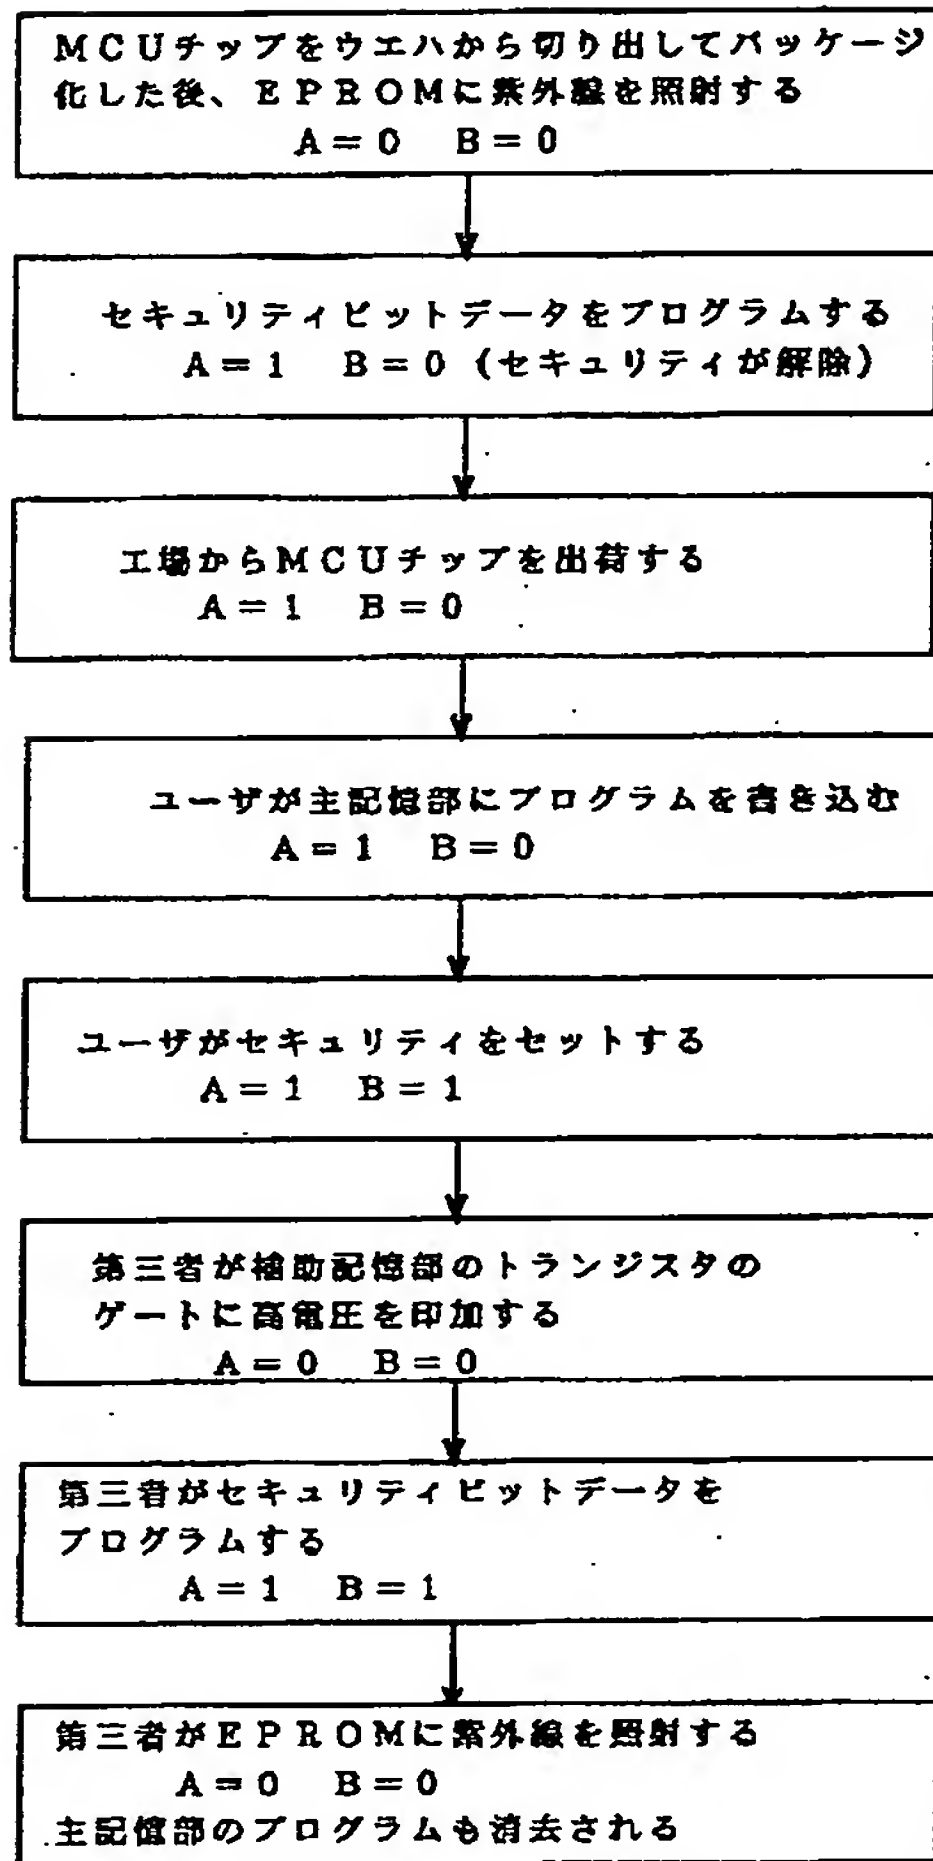 MCUチップをウエハから切り出してパッケージ
化した後、EPROMに紫外線を照射する
A=0 B=0
セキュリティビットデータをプログラムする
A=1 B=0 (セキュリティが解除)
工場からMCUチップを出荷する
A=1 B=0
ユーザが主記憶部にプログラムを書き込む
A=1 B=0
ユーザがセキュリティをセットする
A=1 B=1
第三者が補助記憶部のトランジスタの
ゲートに高電圧を印加する
A=0 B=0
第三者がセキュリティビットデータを
プログラムする
A=1 B=1
第三者がEPROMに紫外線を照射する
A=0 B=0
主記憶部のプログラムも消去される